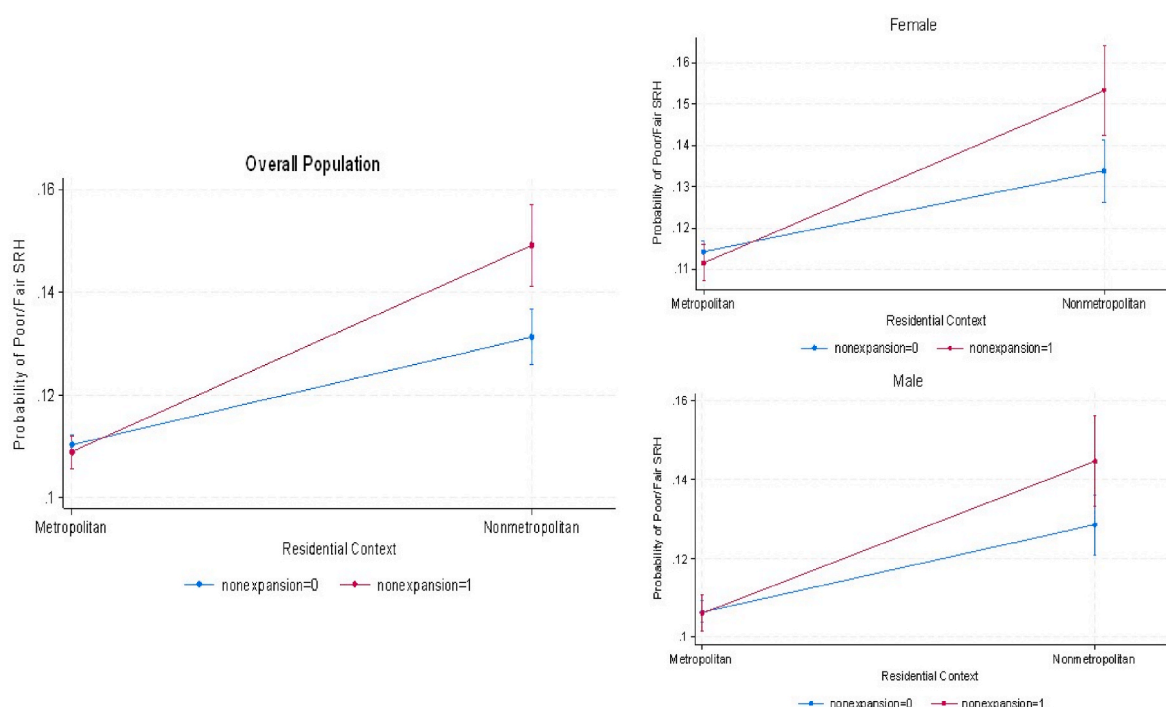 Overall Population
Probability of Poor/Fair SRH
.16
.14
.12
.1
Metropolitan Nonmetropolitan
Residential Context
nonexpansion=0 nonexpansion=1
Female
Probability of Poor/Fair SRH
.16
.15
.14
.13
.12
.11
Metropolitan Nonmetropolitan
Residential Context
nonexpansion=0 nonexpansion=1
Male
Probability of Poor/Fair SRH
.16
.14
.12
.1
Metropolitan Nonmetropolitan
Residential Context
nonexpansion=0 nonexpansion=1